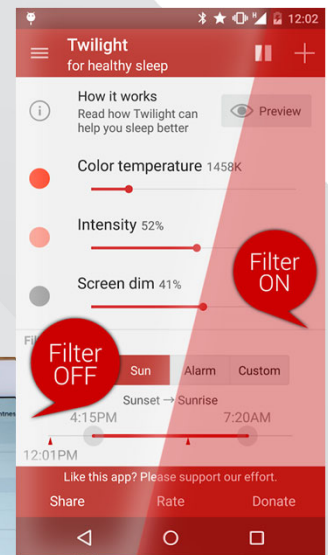 12:02
Twilight
for healthy sleep
How it works
Read how Twilight can
help you sleep better
Preview
Color temperature 1458K
Intensity 52%
Filter
ON
Screen dim 41%
Filter
OFF
Sun
Alarm
Custom
Sunset → Sunrise
4:15PM
7:20AM
12:01PM
Like this app? Please support our effort.
Share
Rate
Donate